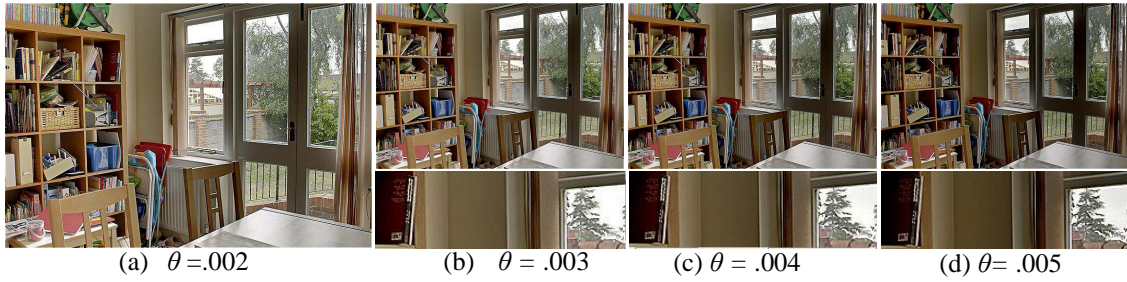 (a) θ =.002 (b) θ = .003 (c) θ = .004 (d) θ= .005